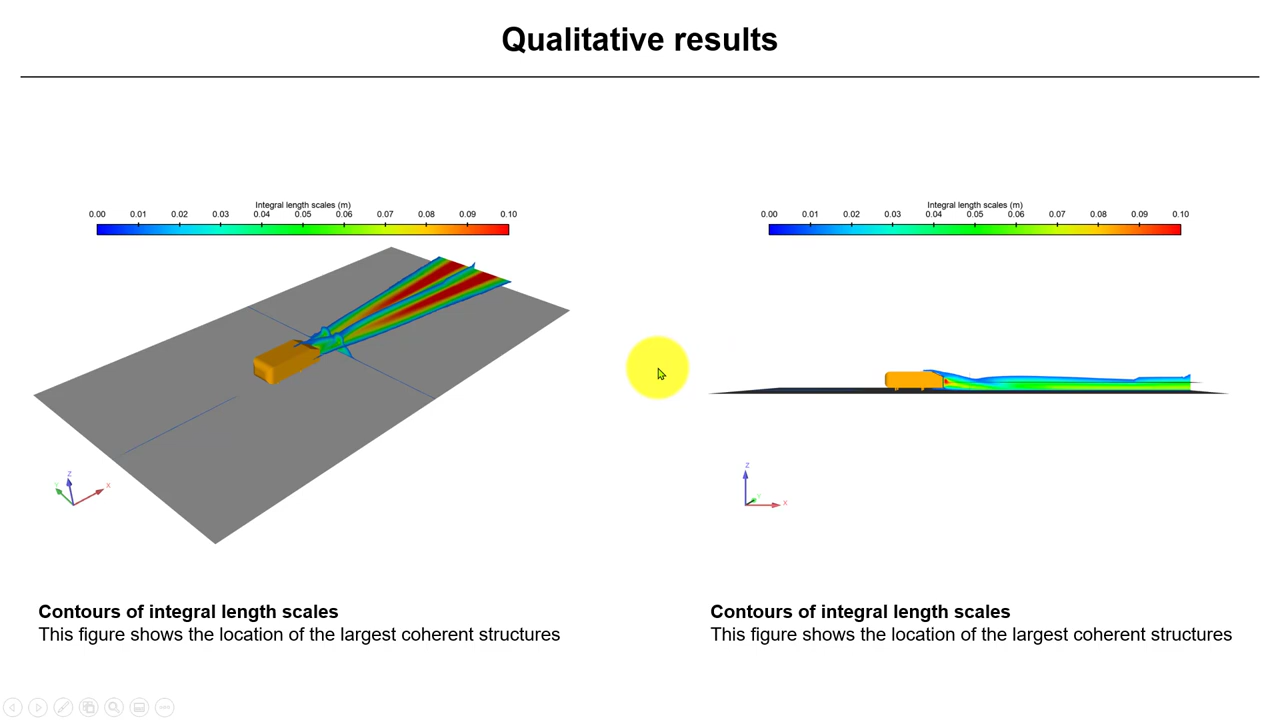 Qualitative results
Integral length scales (m)
0.00 0.01 0.02 0.03 0.04 0.05 0.06 0.07 0.08 0.09 0.10
Z
Y
X
Contours of integral length scales
This figure shows the location of the largest coherent structures
Integral length scales (m)
0.00 0.01 0.02 0.03 0.04 0.05 0.06 0.07 0.08 0.09 0.10
Z
Y
X
Contours of integral length scales
This figure shows the location of the largest coherent structures